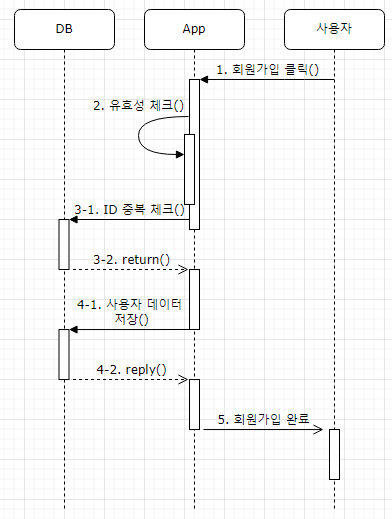 DB
App
사용자
1. 회원가입 클릭()
2. 유효성 체크()
3-1. ID 중복 체크()
3-2. return()
4-1. 사용자 데이터
저장()
4-2. reply()
5. 회원가입 완료